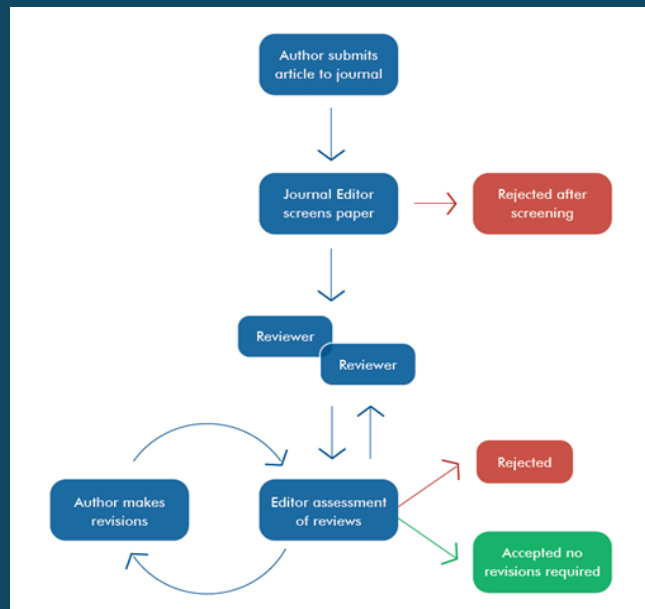 Author submits
article to journal
Journal Editor
screens paper
Rejected after
screening
Reviewer
Reviewer
Rejected
Author makes
revisions
Editor assessment
of reviews
Accepted no
revisions required